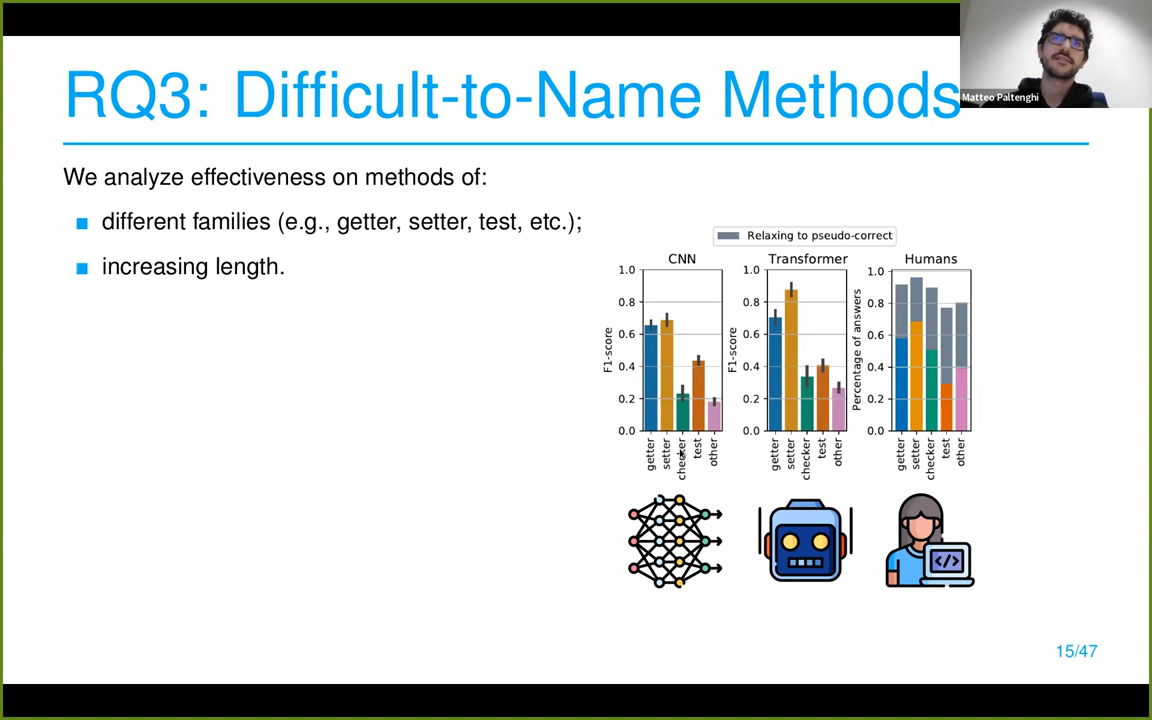 RQ3: Difficult-to-Name Methods
Matteo Paltenghi
We analyze effectiveness on methods of:
different families (e.g., getter, setter, test, etc.);
increasing length.
Relaxing to pseudo-correct
CNN
Transformer
Humans
F1-score
1.0
0.8
0.6
0.4
0.2
0.0
getter
setter
checker
test
other
F1-score
1.0
0.8
0.6
0.4
0.2
0.0
getter
setter
checker
test
other
Percentage of answers
1.0
0.8
0.6
0.4
0.2
0.0
getter
setter
checker
test
other
</>
15/47